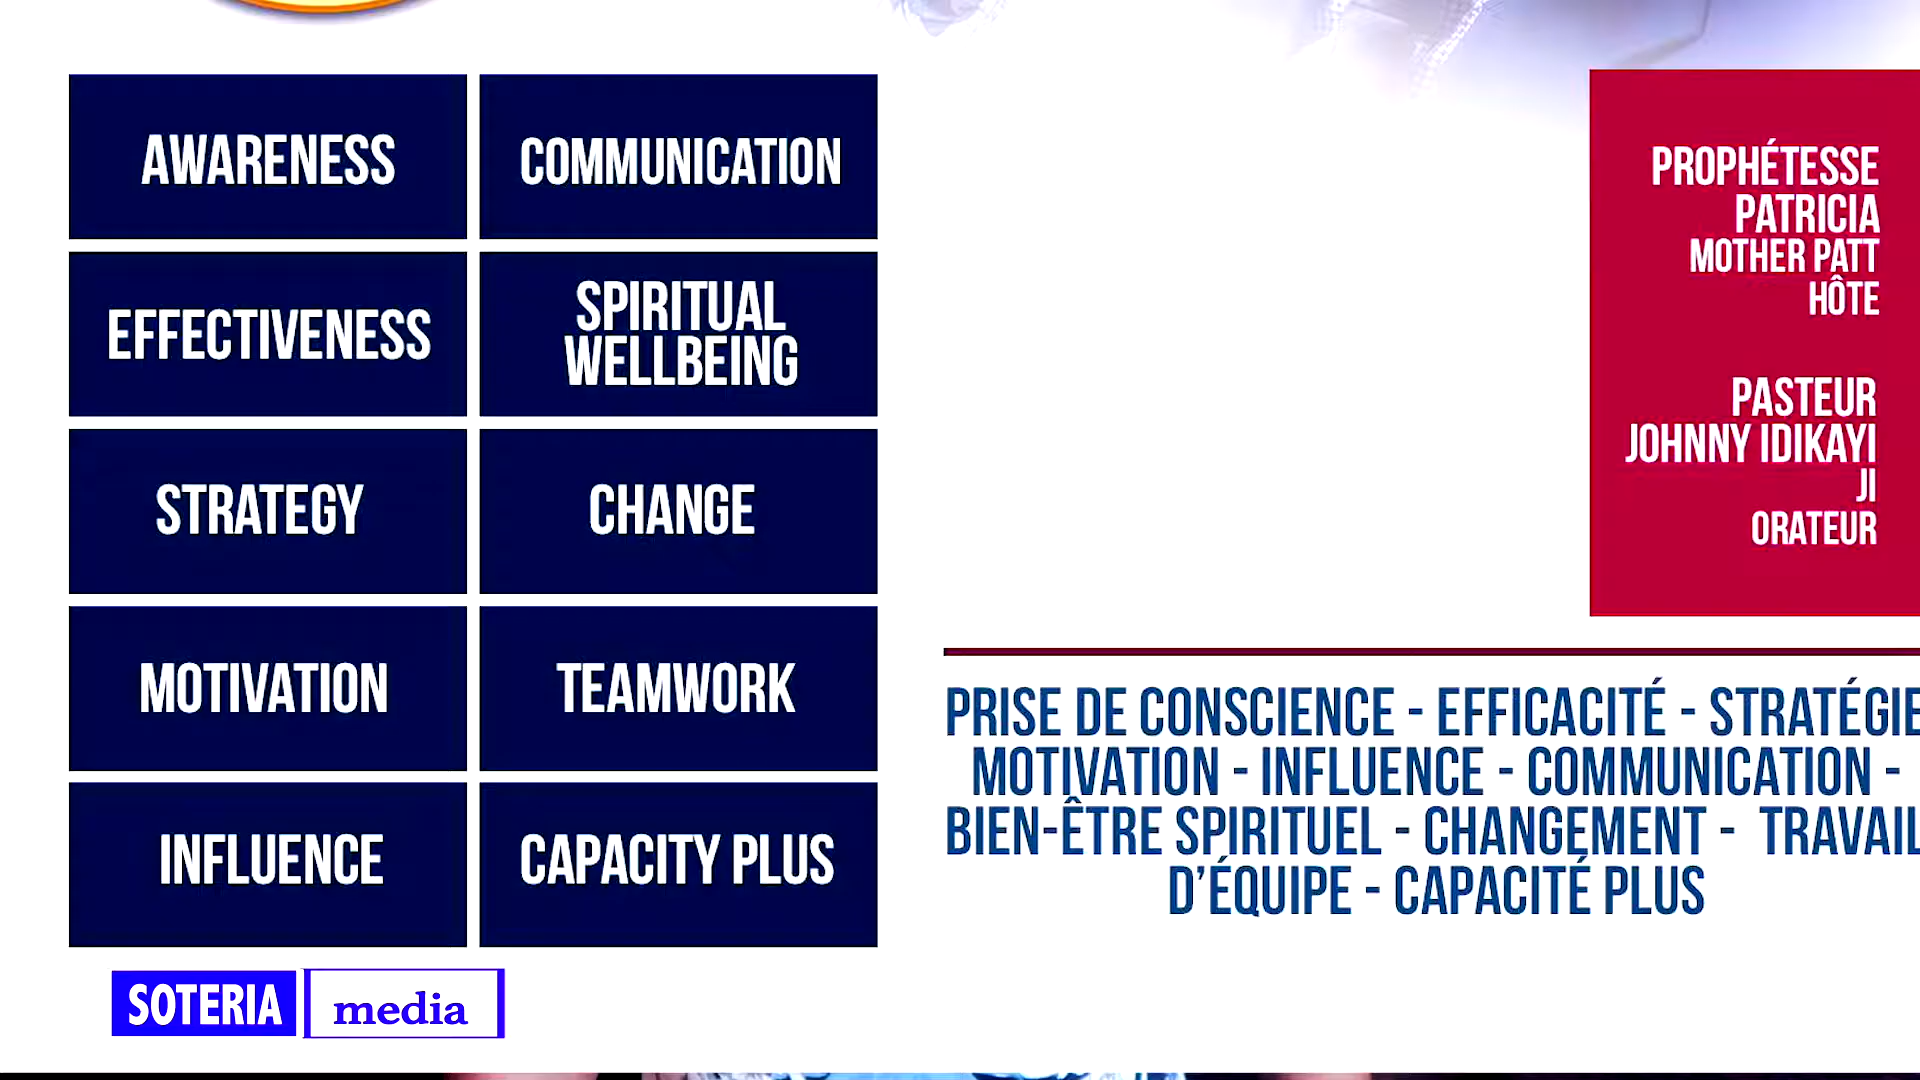 AWARENESS
COMMUNICATION
EFFECTIVENESS
SPIRITUAL
WELLBEING
STRATEGY
CHANGE
MOTIVATION
TEAMWORK
INFLUENCE
CAPACITY PLUS
PROPHÉTESSE
PATRICIA
MOTHER PATT
HÔTE
PASTEUR
JOHNNY IDIKAYI
JI
ORATEUR
PRISE DE CONSCIENCE - EFFICACITÉ - STRATÉGIE
MOTIVATION - INFLUENCE - COMMUNICATION -
BIEN-ÊTRE SPIRITUEL - CHANGEMENT - TRAVAIL
D'ÉQUIPE - CAPACITÉ PLUS
SOTERIA media